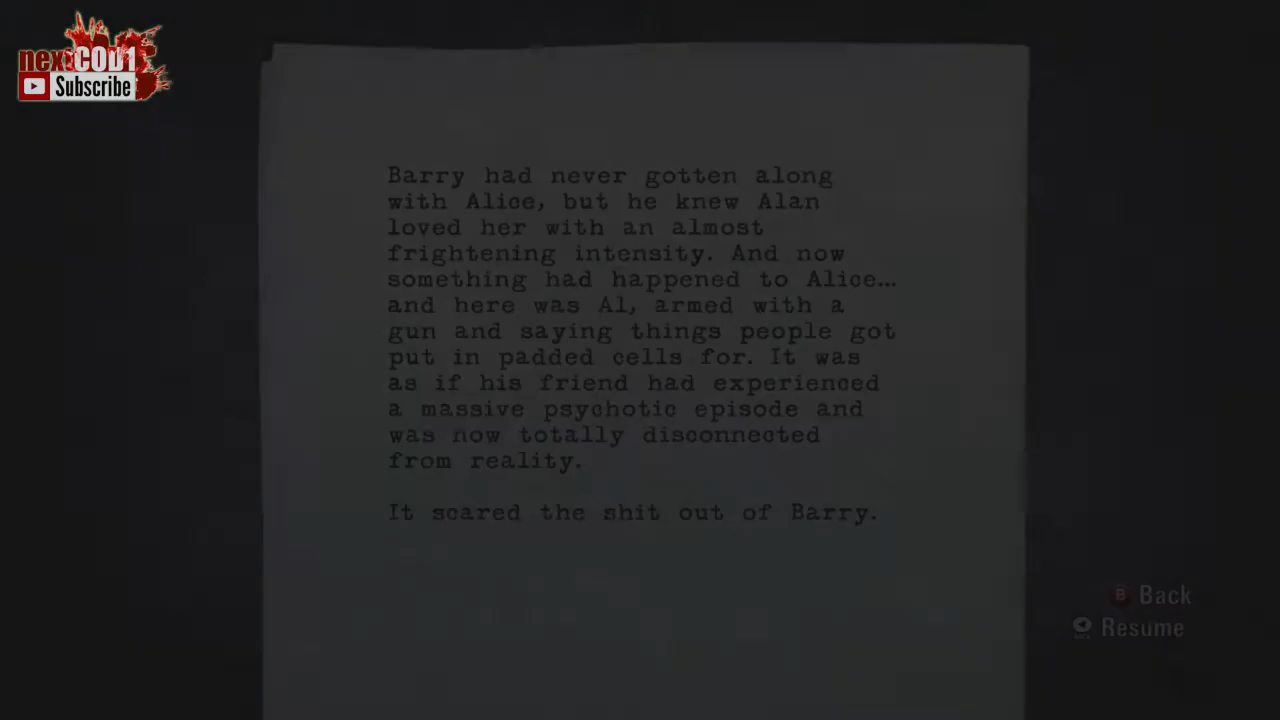 nextCOD1
Subscribe
Barry had never gotten along
with Alice, but he knew Alan
loved her with an almost
frightening intensity. And now
something had happened to Alice...
and here was Al, armed with a
gun and saying things people got
put in padded cells for. It was
as if his friend had experienced
a massive psychotic episode and
was now totally disconnected
from reality.
It scared the shit out of Barry.
B Back
Resume